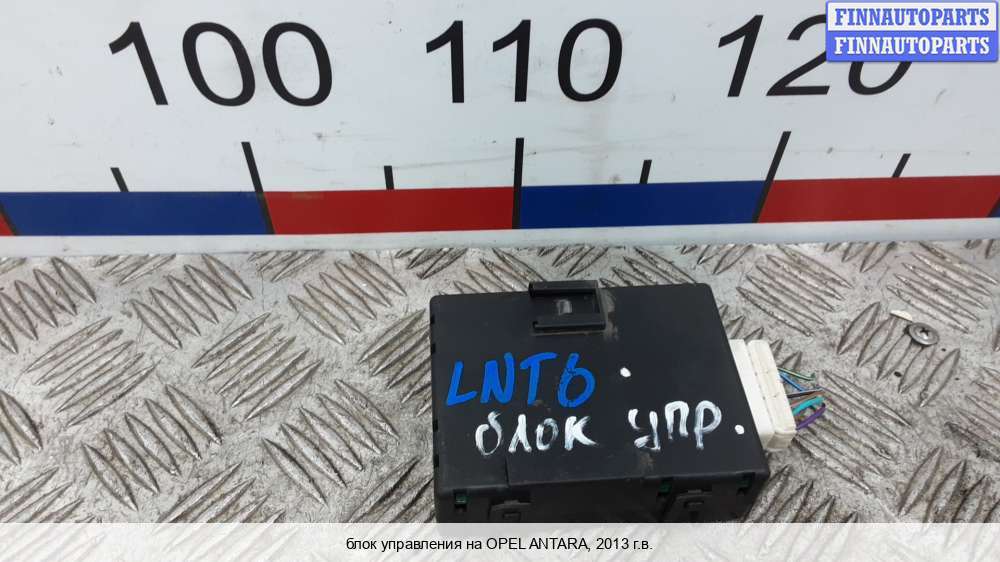 FINNAUTOPARTS
FINNAUTOPARTS
100 110 120
LNT6
блок упр.
блок управления на OPEL ANTARA, 2013 г.в.